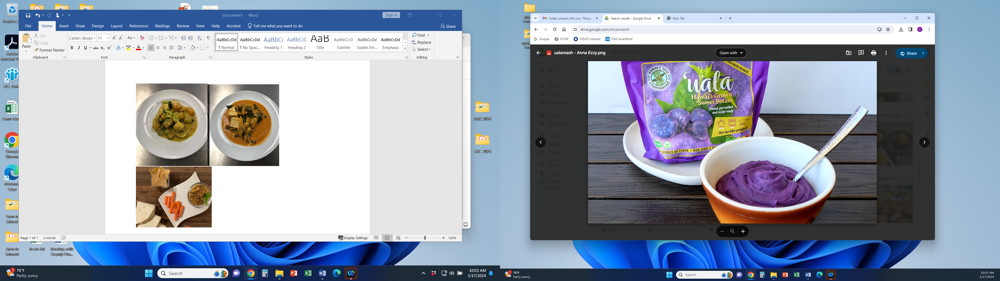 Recycle B
Adobe
Acrobat 20
HCL Note
Event Not
Google
Chrome
Microso
Edge
Farm to
School
Farm to
Schools
to do list
Meeting with
Deputy Ota...
ANC 2024
LAC 2024
Document1 - Word
Sign in
File
Home
Insert
Draw
Design
Layout
References
Mailings
Review
View
Help
Acrobat
Tell me what you want to do
Share
Paste
Cut
Copy
Format Painter
Clipboard
Calibri (Body)
11
Font
Paragraph
AaBbCcDd
¶ Normal
AaBbCcDd
¶ No Spac...
AaBbCc
Heading 1
AaBbCcD
Heading 2
AaB
Title
AaBbCcD
Subtitle
AaBbCcDd
Subtle Em...
AaBbCcDd
Emphasis
Styles
Find
Replace
Select
Editing
Page 1 of 1
0 words
Display Settings
100%
76°F
Partly sunny
Search
10:03 AM
1/17/2024
Folder shared with you: "Recipe
Search results - Google Drive
New Tab
drive.google.com/drive/search
Google
HCNP
HIDOE Intranet
SNA SmartBrief
ualamash - Anna Ezzy.png
Search in Drive
Open with
Share
New
Home
Activity
Workspaces
My Drive
Shared drives
Shared with me
Recent
Starred
Spam
Trash
Storage
EASY RECIPE ON BACK!
HAWAI'I 'ULU
COOPERATIVE
'uala
Hawai'i-Grown
Sweet Potato
Peeled, par-cooked
and recipe ready
Use me like potatoes!
SOURCE OF FIBER | NON-GMO |
Shared with me
Upload a photo of you...
76°F
Partly sunny
Search
10:03 AM
1/17/2024